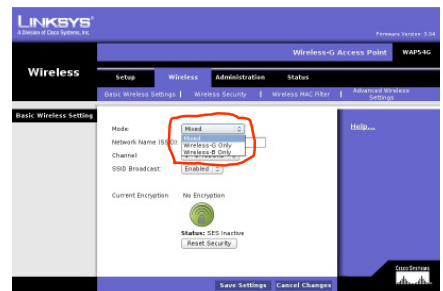 LINKSYS®
A Division of Cisco Systems, Inc.
Firmware Version: 3.04
Wireless-G Access Point WAP54G
Wireless
Setup Wireless Administration Status
Basic Wireless Settings | Wireless Security | Wireless MAC Filter | Advanced Wireless
Settings
Basic Wireless Setting
Help...
Mode: Mixed
Mixed
Network Name (SSID):
Wireless-G Only
Wireless-B Only
Channel
SSID Broadcast: Enabled
Current Encryption No Encryption
Status: SES Inactive
Reset Security
Cisco Systems
Save Settings Cancel Changes